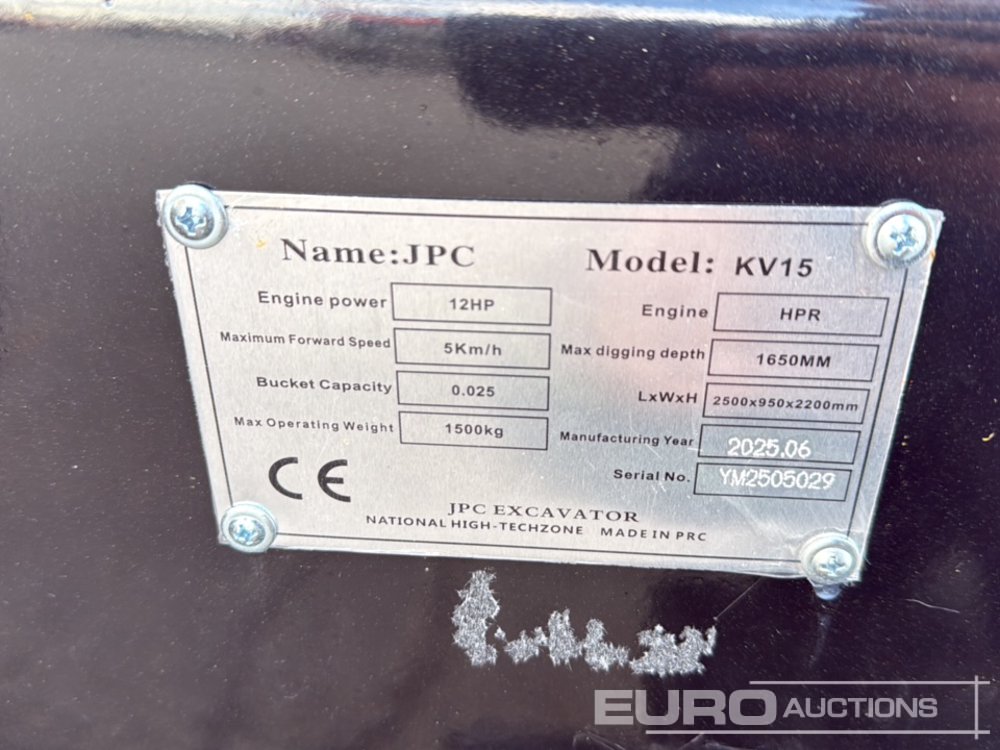 Name:JPC Model: KV15
Engine power 12HP Engine HPR
Maximum Forward Speed 5Km/h Max digging depth 1650MM
Bucket Capacity 0.025 LxWxH 2500x950x2200mm
Max Operating Weight 1500kg Manufacturing Year 2025.06
Serial No. YM2505029
CE
JPC EXCAVATOR
NATIONAL HIGH-TECHZONE MADE IN PRC
EURO AUCTIONS